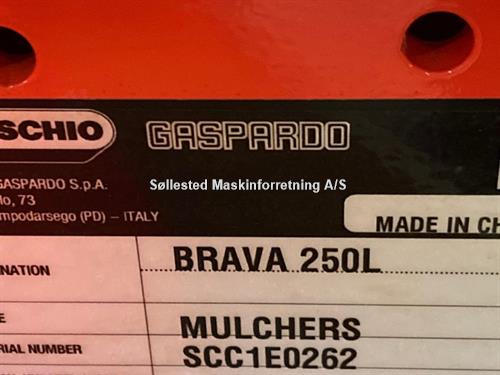 SCHIO GASPARDO
GASPARDO S.p.A.
lo, 73
mpodarsego (PD) – ITALY
Søllested Maskinforretning A/S
MADE IN CH
NATION
BRAVA 250L
E
MULCHERS
RIAL NUMBER
SCC1E0262